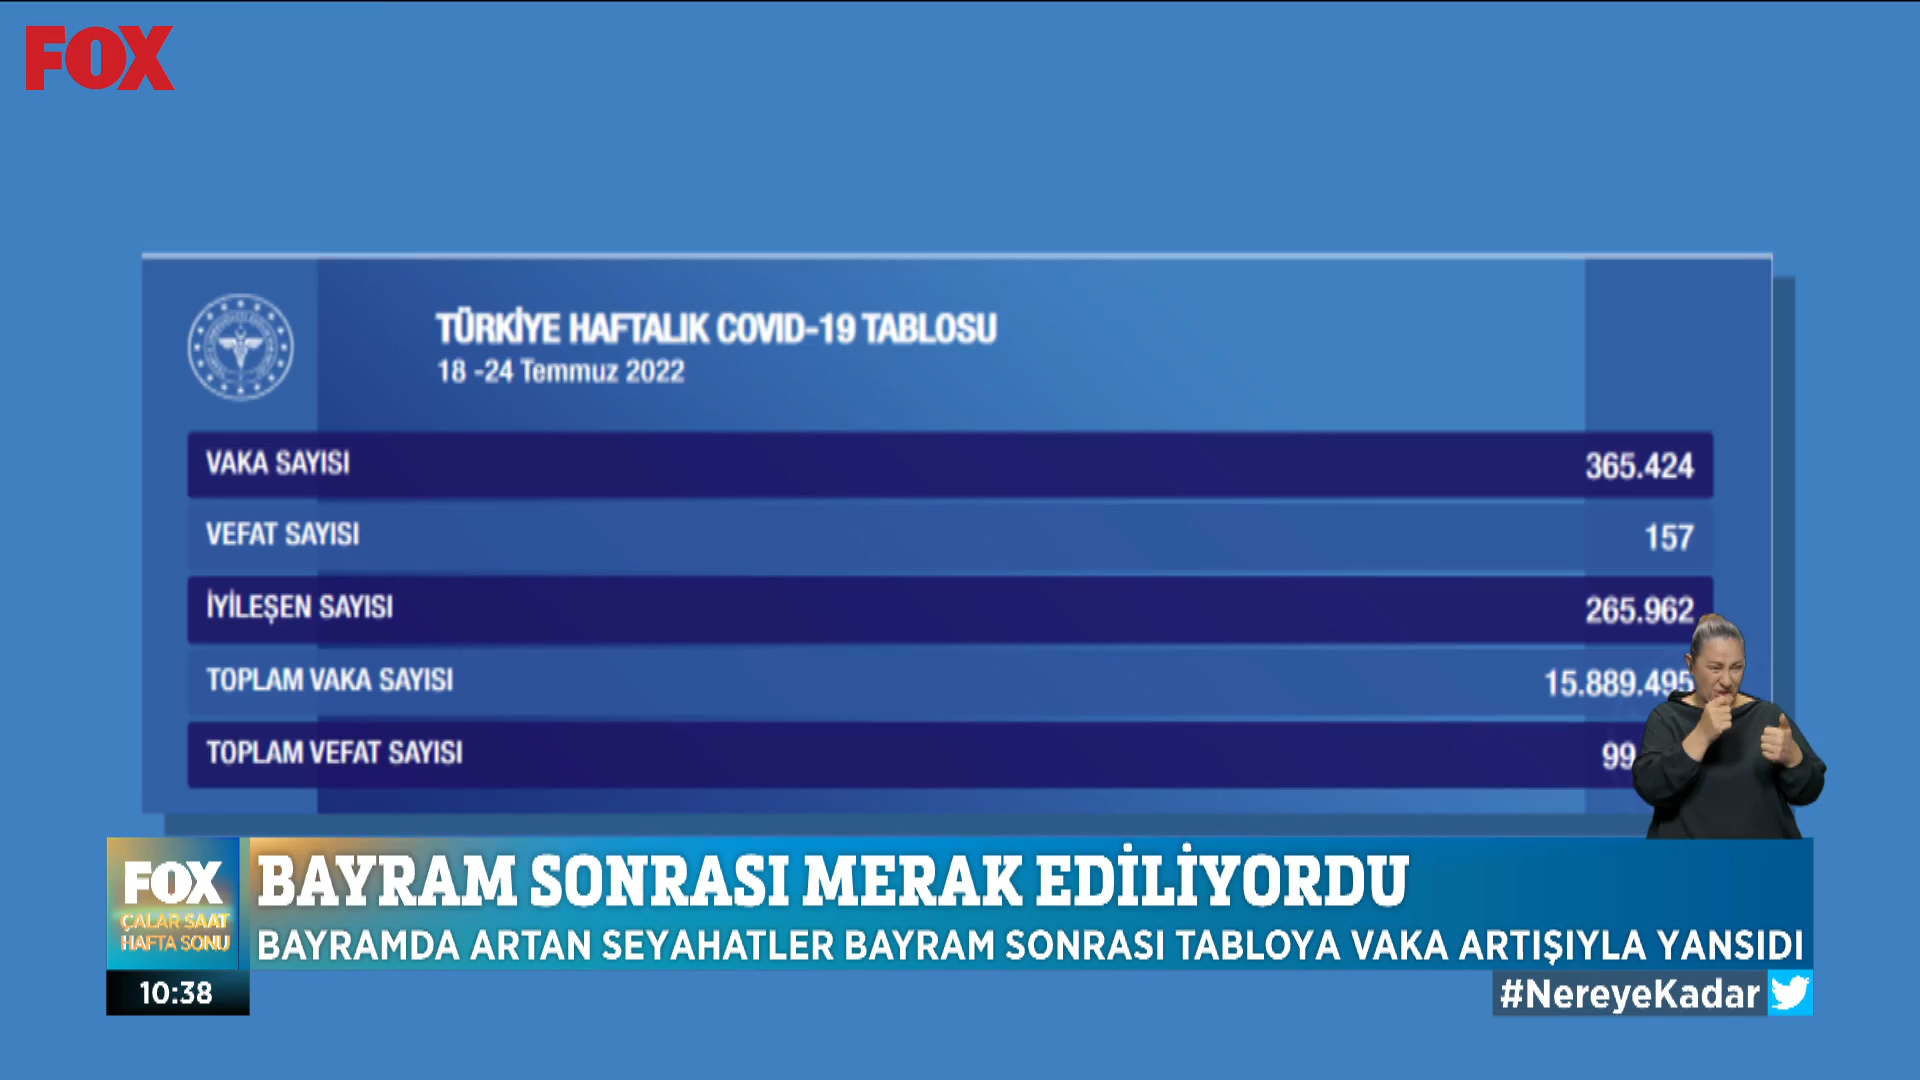 FOX
TÜRKİYE HAFTALIK COVID-19 TABLOSU
18 -24 Temmuz 2022
VAKA SAYISI 365.424
VEFAT SAYISI 157
İYİLEŞEN SAYISI 265.962
TOPLAM VAKA SAYISI 15.889.495
TOPLAM VEFAT SAYISI 99
FOX
ÇALAR SAAT
HAFTA SONU
BAYRAM SONRASI MERAK EDİLİYORDU
BAYRAMDA ARTAN SEYAHATLER BAYRAM SONRASI TABLOYA VAKA ARTIŞIYLA YANSIDI
10:38
#NereyeKadar